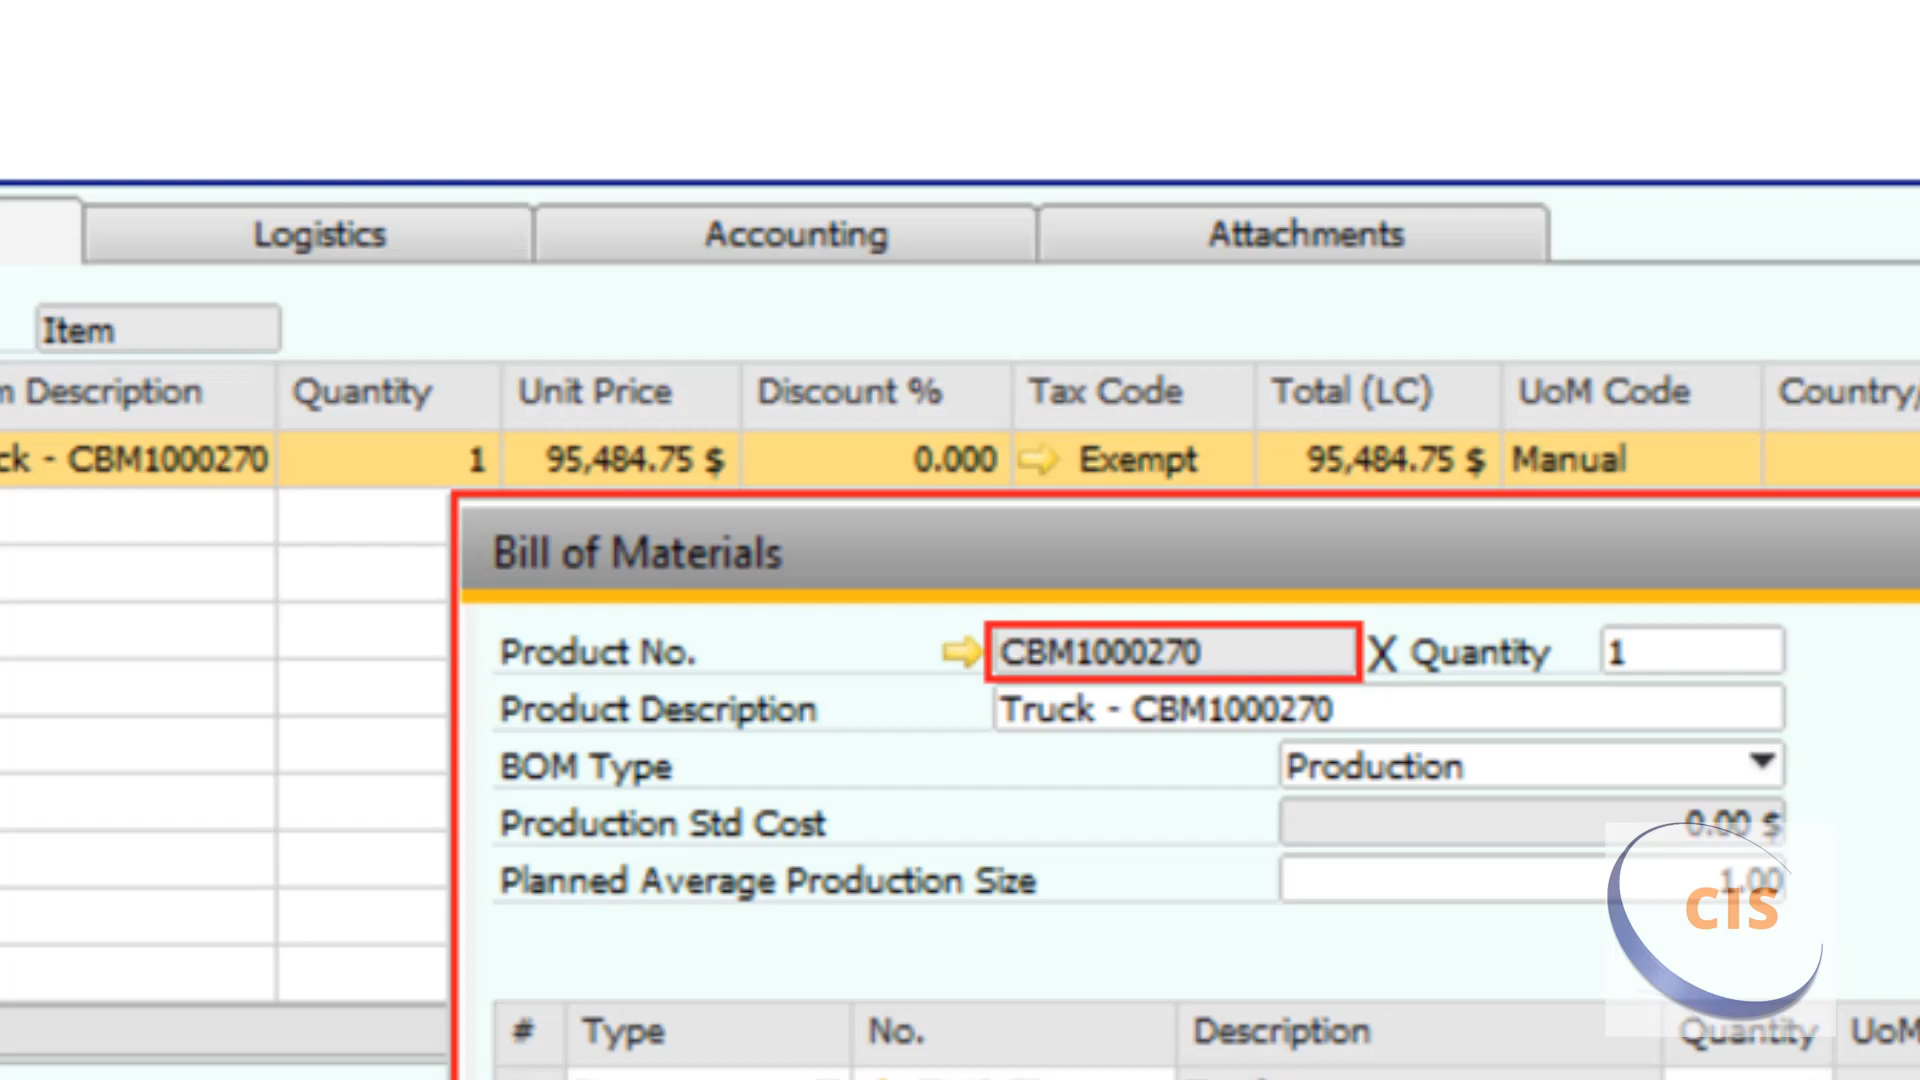 Logistics Accounting Attachments
Item
Description Quantity Unit Price Discount % Tax Code Total (LC) UoM Code Country/
ck - CBM1000270 1 95,484.75 $ 0.000 Exempt 95,484.75 $ Manual
Bill of Materials
Product No. CBM1000270 X Quantity 1
Product Description Truck - CBM1000270
BOM Type Production
Production Std Cost 0.00 $
Planned Average Production Size 1.00
cis
# Type No. Description Quantity UoM